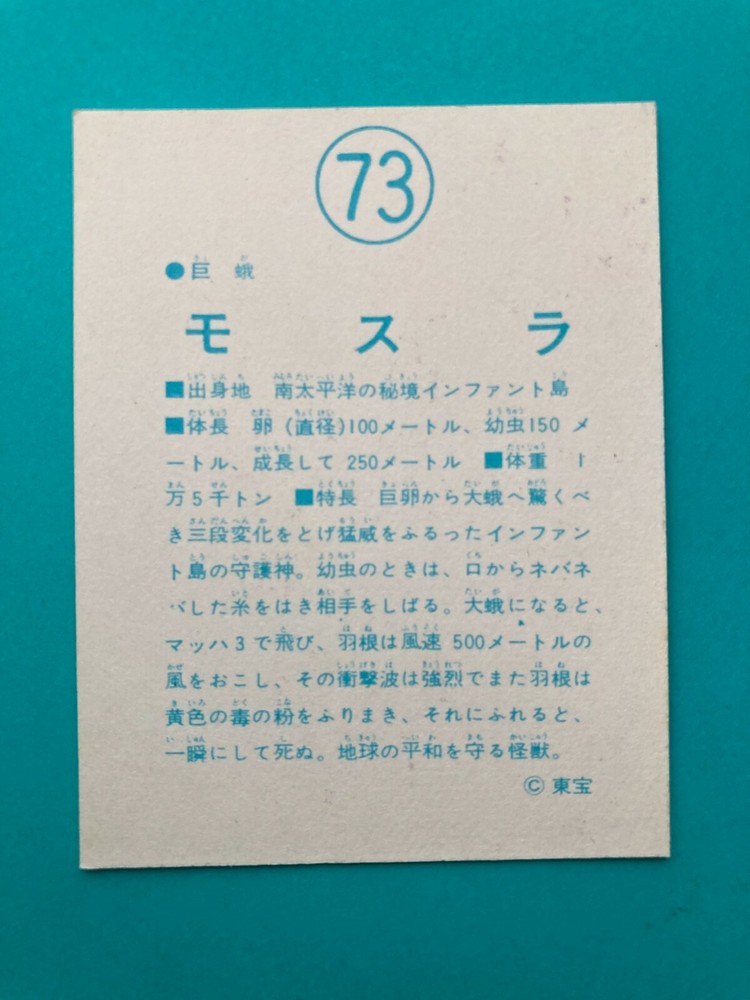 73
●巨蛾
モスラ
■出身地 南太平洋の秘境インファント島
■体長 卵(直径)100メートル、幼虫150メ
ートル、成長して250メートル ■体重 1
万5千トン ■特長 巨卵から大蛾へ驚くべ
き三段変化をとげ猛威をふるったインファン
ト島の守護神。幼虫のときは、口からネバネ
バした糸をはき相手をしばる。大蛾になると、
マッハ3で飛び、羽根は風速500メートルの
風をおこし、その衝撃波は強烈でまた羽根は
黄色の毒の粉をふりまき、それにふれると、
一瞬にして死ぬ。地球の平和を守る怪獣。
©東宝